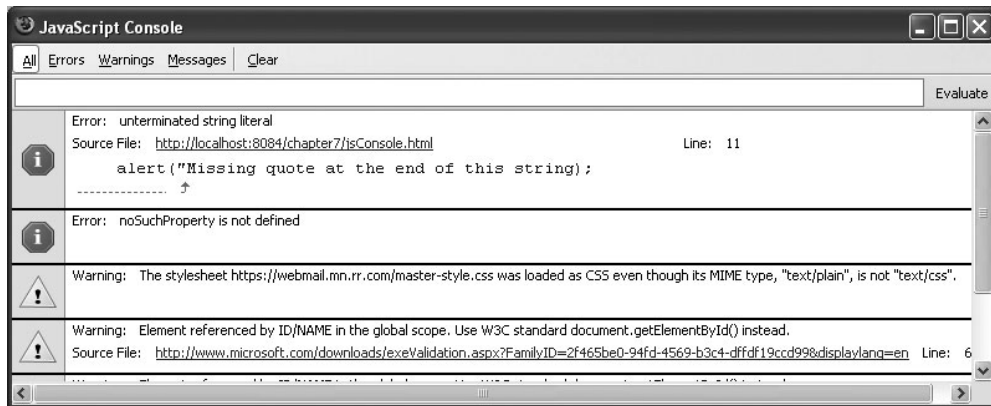 JavaScript Console
All Errors Warnings Messages Clear
Evaluate
Error: unterminated string literal
Source File: http://localhost:8084/chapter7/jsConsole.html Line: 11
alert("Missing quote at the end of this string);
Error: noSuchProperty is not defined
Warning: The stylesheet https://webmail.mn.rr.com/master-style.css was loaded as CSS even though its MIME type, "text/plain", is not "text/css".
Warning: Element referenced by ID/NAME in the global scope. Use W3C standard document.getElementById() instead.
Source File: http://www.microsoft.com/downloads/exeValidation.aspx?FamilyID=2f465be0-94fd-4569-b3c4-dffdf19ccd99&displaylang=en Line: 6